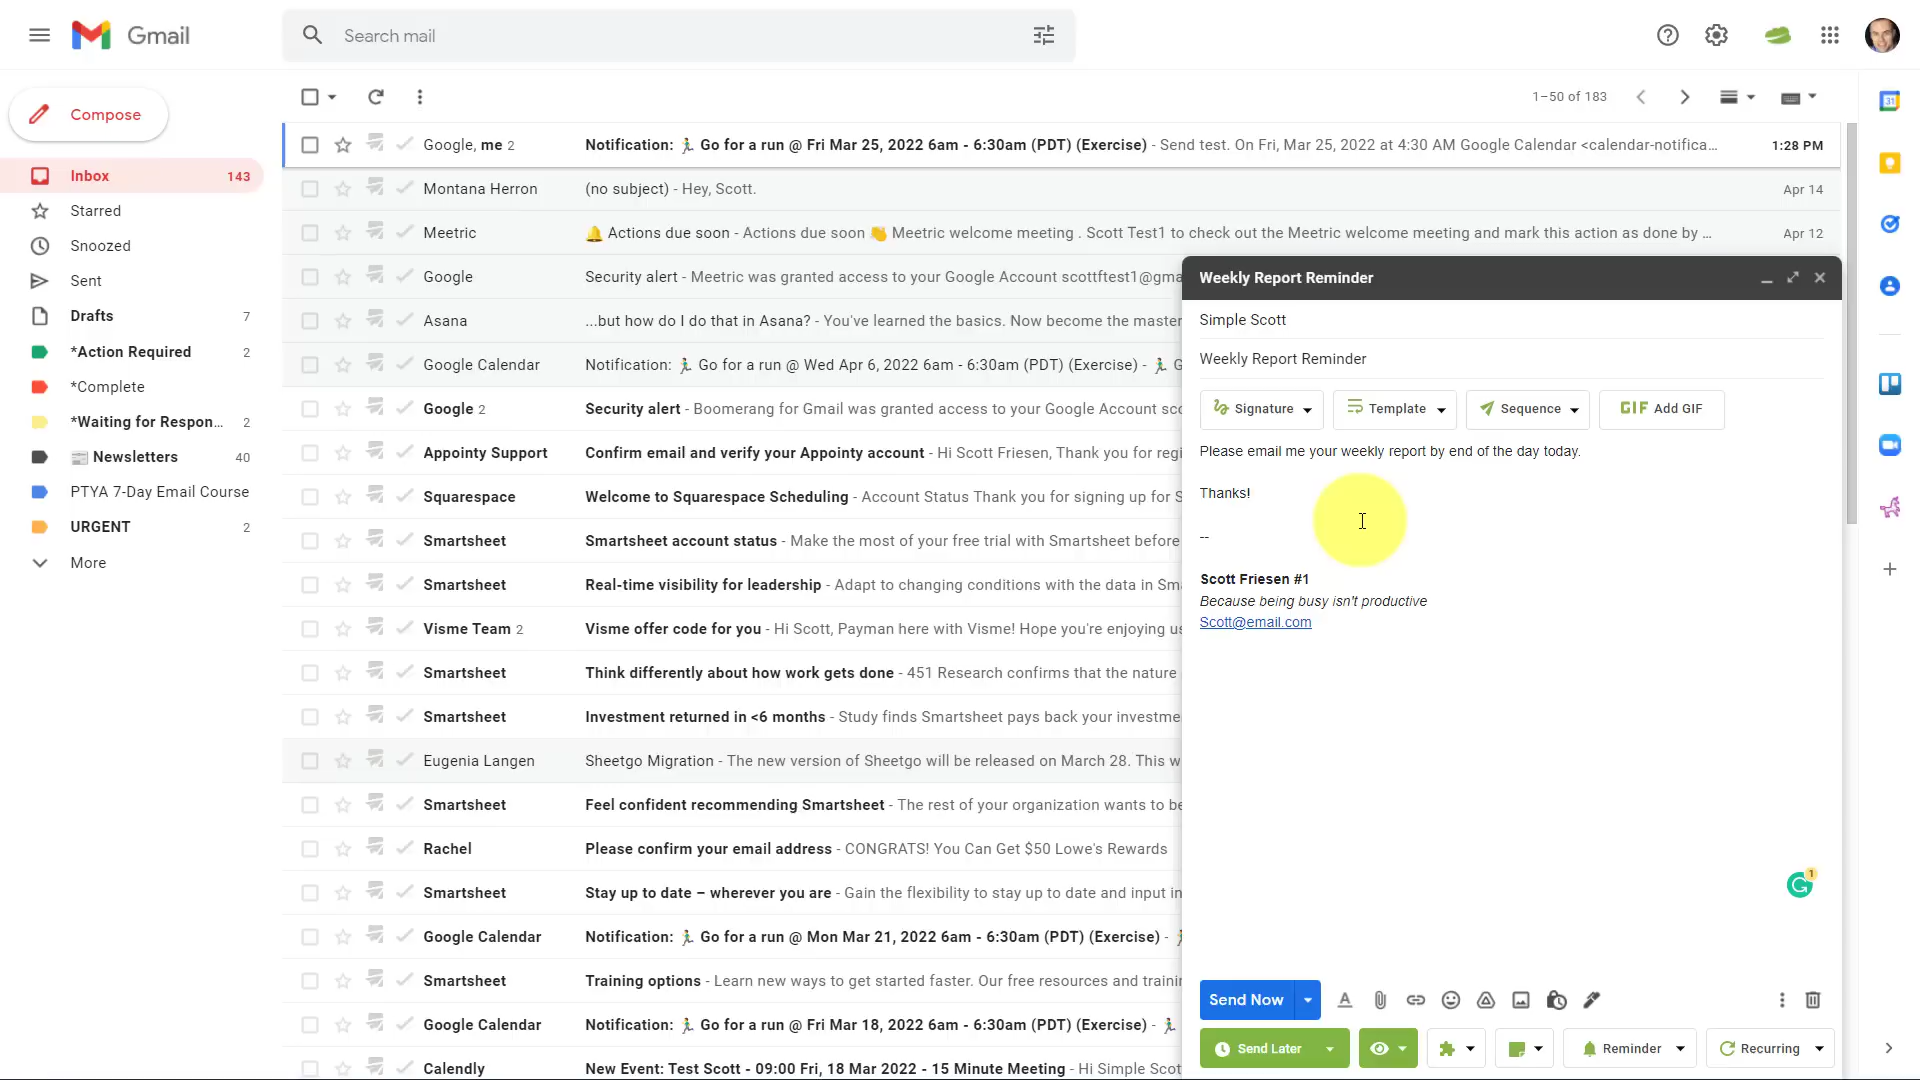 Gmail
Search mail
Compose
1–50 of 183
Inbox 143
Starred
Snoozed
Sent
Drafts 7
*Action Required 2
*Complete
*Waiting for Respon... 2
📰 Newsletters 40
PTYA 7-Day Email Course
URGENT 2
More
Google, me 2 Notification: 🏃‍♂️ Go for a run @ Fri Mar 25, 2022 6am - 6:30am (PDT) (Exercise) - Send test. On Fri, Mar 25, 2022 at 4:30 AM Google Calendar <calendar-notifica... 1:28 PM
Montana Herron (no subject) - Hey, Scott. Apr 14
Meetric 🔔 Actions due soon - Actions due soon 👋 Meetric welcome meeting . Scott Test1 to check out the Meetric welcome meeting and mark this action as done by ... Apr 12
Google Security alert - Meetric was granted access to your Google Account scottftest1@gma
Asana ...but how do I do that in Asana? - You've learned the basics. Now become the master
Google Calendar Notification: 🏃‍♂️ Go for a run @ Wed Apr 6, 2022 6am - 6:30am (PDT) (Exercise) - 🏃‍♂️ G
Google 2 Security alert - Boomerang for Gmail was granted access to your Google Account sco
Appointy Support Confirm email and verify your Appointy account - Hi Scott Friesen, Thank you for regi
Squarespace Welcome to Squarespace Scheduling - Account Status Thank you for signing up for S
Smartsheet Smartsheet account status - Make the most of your free trial with Smartsheet before
Smartsheet Real-time visibility for leadership - Adapt to changing conditions with the data in Sma
Visme Team 2 Visme offer code for you - Hi Scott, Payman here with Visme! Hope you're enjoying us
Smartsheet Think differently about how work gets done - 451 Research confirms that the nature
Smartsheet Investment returned in <6 months - Study finds Smartsheet pays back your investme
Eugenia Langen Sheetgo Migration - The new version of Sheetgo will be released on March 28. This w
Smartsheet Feel confident recommending Smartsheet - The rest of your organization wants to be
Rachel Please confirm your email address - CONGRATS! You Can Get $50 Lowe's Rewards
Smartsheet Stay up to date – wherever you are - Gain the flexibility to stay up to date and input in
Google Calendar Notification: 🏃‍♂️ Go for a run @ Mon Mar 21, 2022 6am - 6:30am (PDT) (Exercise) -
Smartsheet Training options - Learn new ways to get started faster. Our free resources and traini
Google Calendar Notification: 🏃‍♂️ Go for a run @ Fri Mar 18, 2022 6am - 6:30am (PDT) (Exercise) -
Calendly New Event: Test Scott - 09:00 Fri, 18 Mar 2022 - 15 Minute Meeting - Hi Simple Sco
Weekly Report Reminder
Simple Scott
Weekly Report Reminder
Signature Template Sequence GIF Add GIF
Please email me your weekly report by end of the day today.
Thanks!
--
Scott Friesen #1
Because being busy isn't productive
Scott@email.com
1
Send Now
Send Later Reminder Recurring
31